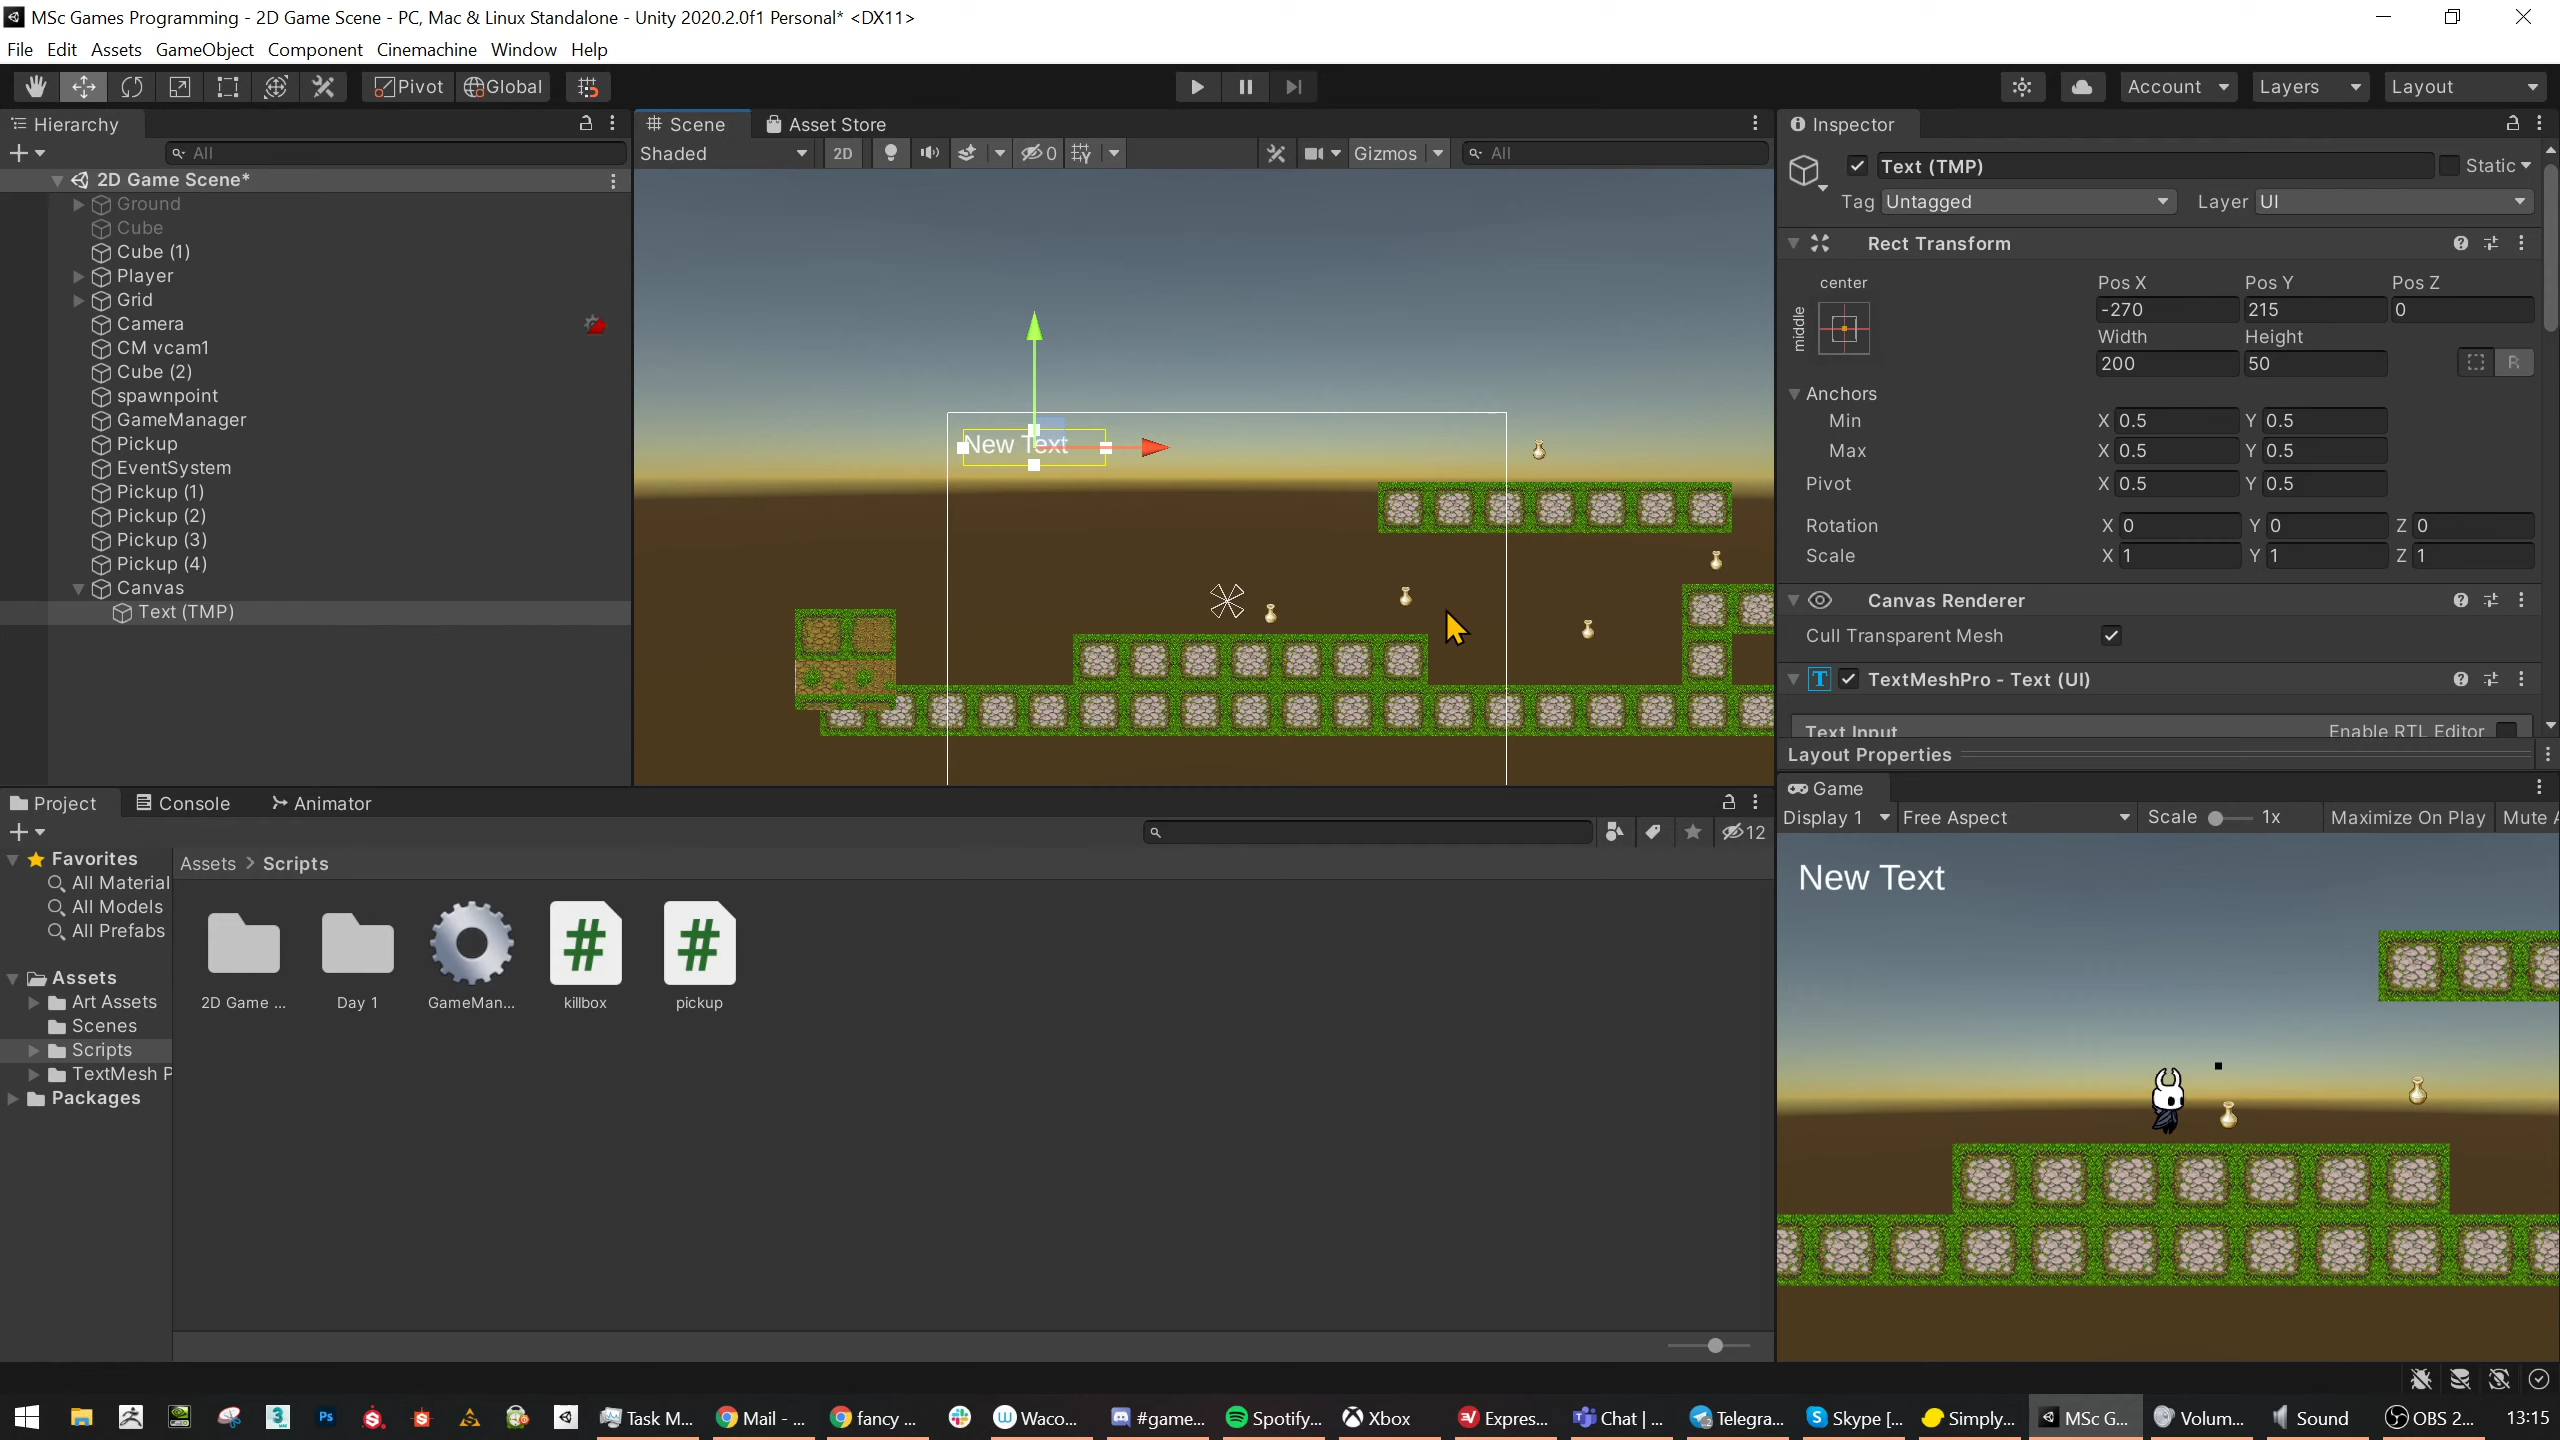 MSc Games Programming - 2D Game Scene - PC, Mac & Linux Standalone - Unity 2020.2.0f1 Personal* <DX11>
File Edit Assets GameObject Component Cinemachine Window Help
Pivot Global Account Layers Layout
Hierarchy
All
2D Game Scene*
Ground
Cube
Cube (1)
Player
Grid
Camera
CM vcam1
Cube (2)
spawnpoint
GameManager
Pickup
EventSystem
Pickup (1)
Pickup (2)
Pickup (3)
Pickup (4)
Canvas
Text (TMP)
Scene Asset Store
Shaded 2D 0 Gizmos All
New Text
Inspector
Text (TMP) Static
Tag Untagged Layer UI
Rect Transform
center Pos X Pos Y Pos Z
middle -270 215 0
Width Height
200 50 R
Anchors
Min X 0.5 Y 0.5
Max X 0.5 Y 0.5
Pivot X 0.5 Y 0.5
Rotation X 0 Y 0 Z 0
Scale X 1 Y 1 Z 1
Canvas Renderer
Cull Transparent Mesh
TextMeshPro - Text (UI)
Text Input Enable RTL Editor
Layout Properties
Project Console Animator
12
Favorites
All Material
All Models
All Prefabs
Assets
Art Assets
Scenes
Scripts
TextMesh P
Packages
Assets > Scripts
2D Game ... Day 1 GameMan... killbox pickup
Game
Display 1 Free Aspect Scale 1x Maximize On Play Mute A
New Text
3 Ps Task M... Mail - ... fancy ... Waco... #game... Spotify... Xbox Expres... Chat | ... Telegra... Skype [... Simply... MSc G... Volum... Sound OBS 2... 13:15